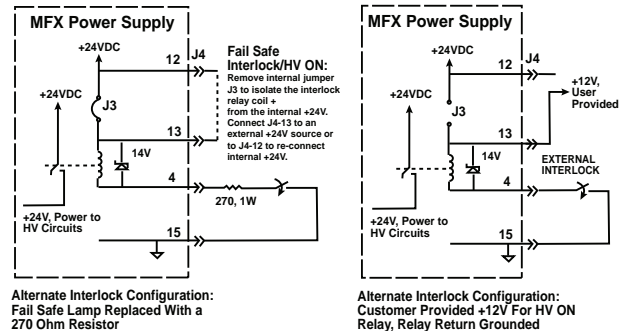 MFX Power Supply
+24VDC
12
J4
+24VDC
J3
13
14V
4
270, 1W
+24V, Power to
HV Circuits
15
Fail Safe
Interlock/HV ON:
Remove internal jumper
J3 to isolate the interlock
relay coil +
from the internal +24V.
Connect J4-13 to an
external +24V source or
to J4-12 to re-connect
internal +24V.
Alternate Interlock Configuration:
Fail Safe Lamp Replaced With a
270 Ohm Resistor
MFX Power Supply
+24VDC
12
J4
+12V,
User
Provided
+24VDC
J3
13
14V
EXTERNAL
INTERLOCK
4
+24V, Power to
HV Circuits
15
Alternate Interlock Configuration:
Customer Provided +12V For HV ON
Relay, Relay Return Grounded